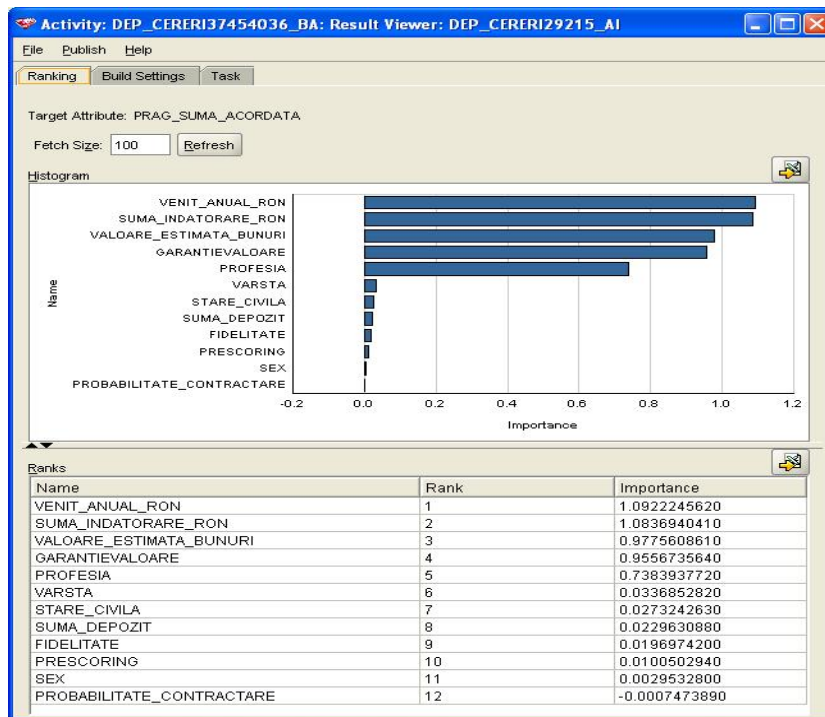 Activity: DEP_CERERI37454036_BA: Result Viewer: DEP_CERERI29215_AI
File Publish Help
Ranking Build Settings Task
Target Attribute: PRAG_SUMA_ACORDATA
Fetch Size: 100 Refresh
Histogram
Name
VENIT_ANUAL_RON
SUMA_INDATORARE_RON
VALOARE_ESTIMATA_BUNURI
GARANTIEVALOARE
PROFESIA
VARSTA
STARE_CIVILA
SUMA_DEPOZIT
FIDELITATE
PRESCORING
SEX
PROBABILITATE_CONTRACTARE
-0.2 0.0 0.2 0.4 0.6 0.8 1.0 1.2
Importance
Ranks
Name Rank Importance
VENIT_ANUAL_RON 1 1.0922245620
SUMA_INDATORARE_RON 2 1.0836940410
VALOARE_ESTIMATA_BUNURI 3 0.9775608610
GARANTIEVALOARE 4 0.9556735640
PROFESIA 5 0.7383937720
VARSTA 6 0.0336852820
STARE_CIVILA 7 0.0273242630
SUMA_DEPOZIT 8 0.0229630880
FIDELITATE 9 0.0196974200
PRESCORING 10 0.0100502940
SEX 11 0.0029532800
PROBABILITATE_CONTRACTARE 12 -0.0007473890